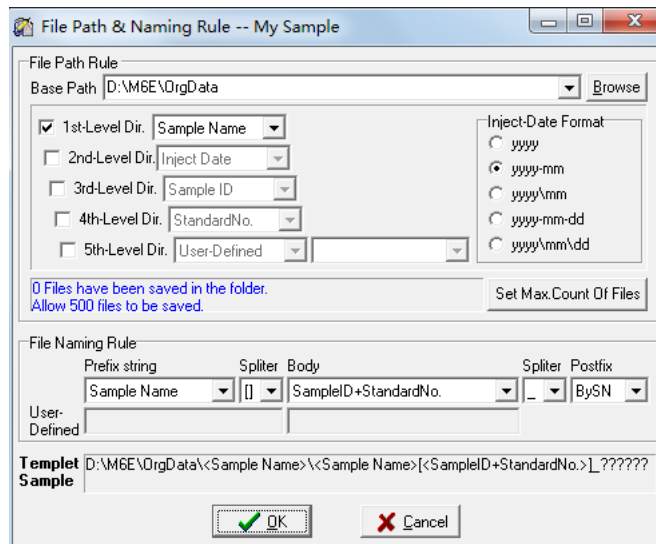 File Path & Naming Rule -- My Sample
File Path Rule
Base Path D:\M6E\OrgData Browse
1st-Level Dir. Sample Name
Inject-Date Format
2nd-Level Dir. Inject Date
3rd-Level Dir. Sample ID
4th-Level Dir. StandardNo.
5th-Level Dir. User-Defined
yyyy
yyyy-mm
yyyy\mm
yyyy-mm-dd
yyyy\mm\dd
0 Files have been saved in the folder.
Allow 500 files to be saved.
Set Max.Count Of Files
File Naming Rule
Prefix string Spliter Body Spliter Postfix
Sample Name [] SampleID+StandardNo. _ BySN
User-
Defined
Templet D:\M6E\OrgData\<Sample Name>\<Sample Name>[<SampleID+StandardNo.>]_??????
Sample
OK Cancel